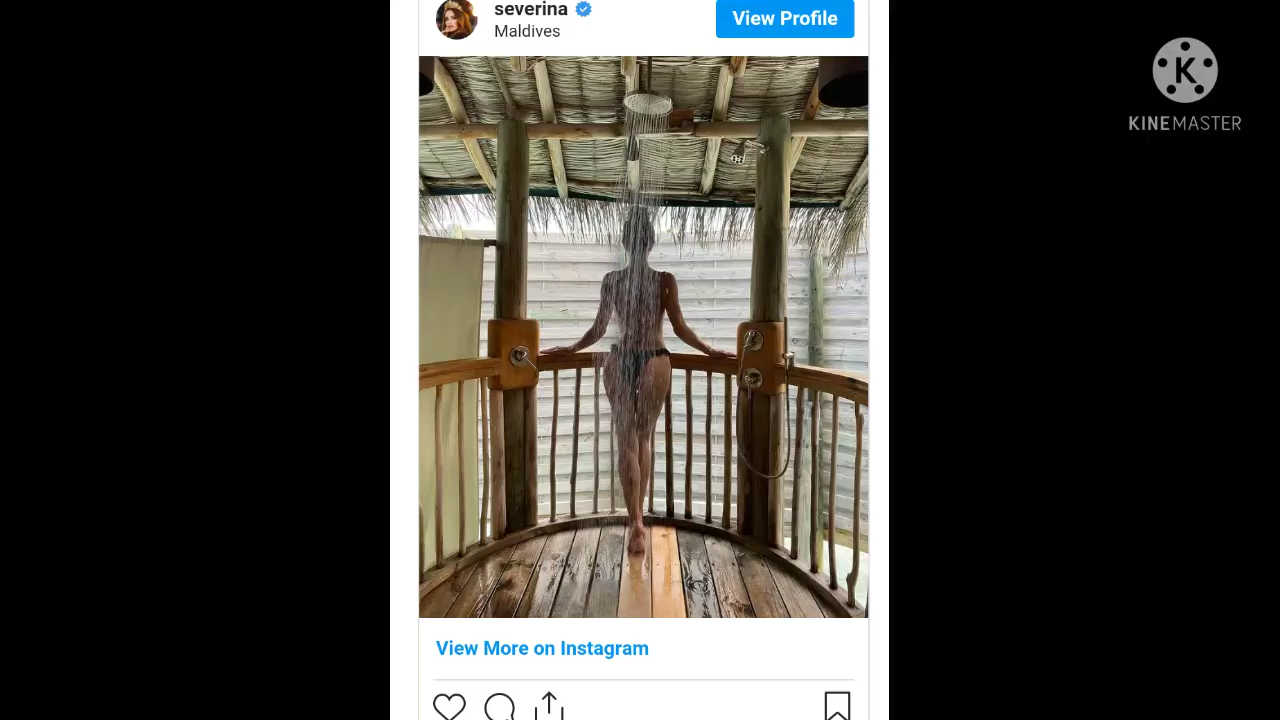 severina
Maldives
View Profile
KINEMASTER
View More on Instagram